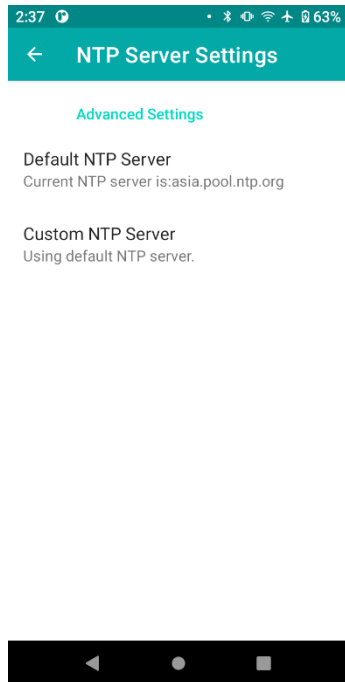 2:37 63%
NTP Server Settings
Advanced Settings
Default NTP Server
Current NTP server is:asia.pool.ntp.org
Custom NTP Server
Using default NTP server.